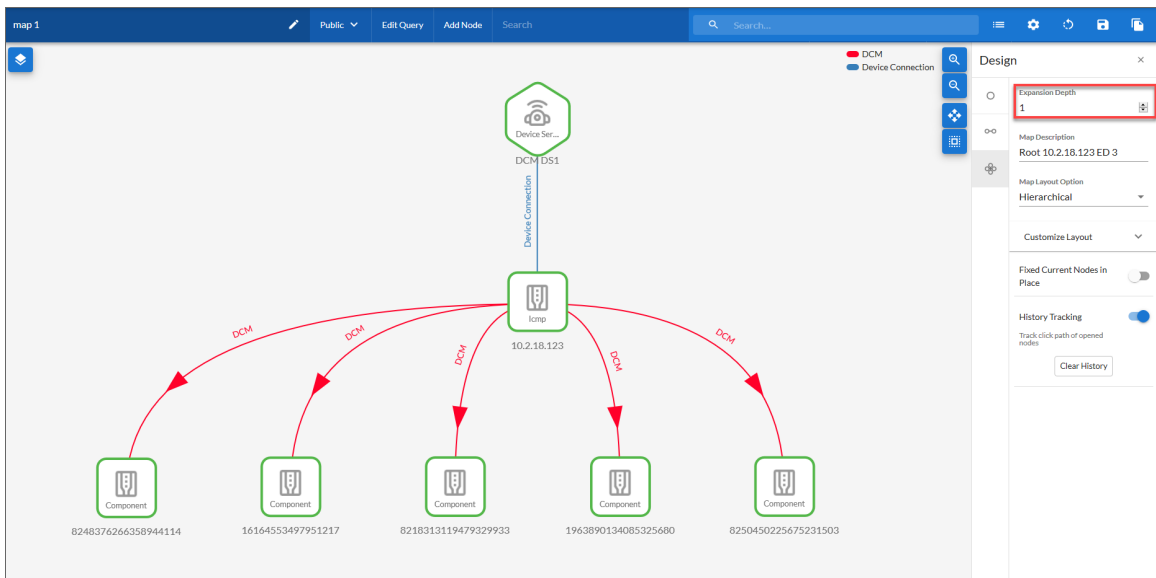 map 1
Public
Edit Query
Add Node
Search
Search...
DCM
Device Connection
Design
Expansion Depth
1
Map Description
Root 10.2.18.123 ED 3
Map Layout Option
Hierarchical
Customize Layout
Fixed Current Nodes in
Place
History Tracking
Track click path of opened
nodes
Clear History
Device Ser...
DCM DS1
Device Connection
Icmp
10.2.18.123
DCM
DCM
DCM
DCM
DCM
Component
Component
Component
Component
Component
8248376266358944114
16164553497951217
8218313119479329933
1963890134085325680
8250450225675231503